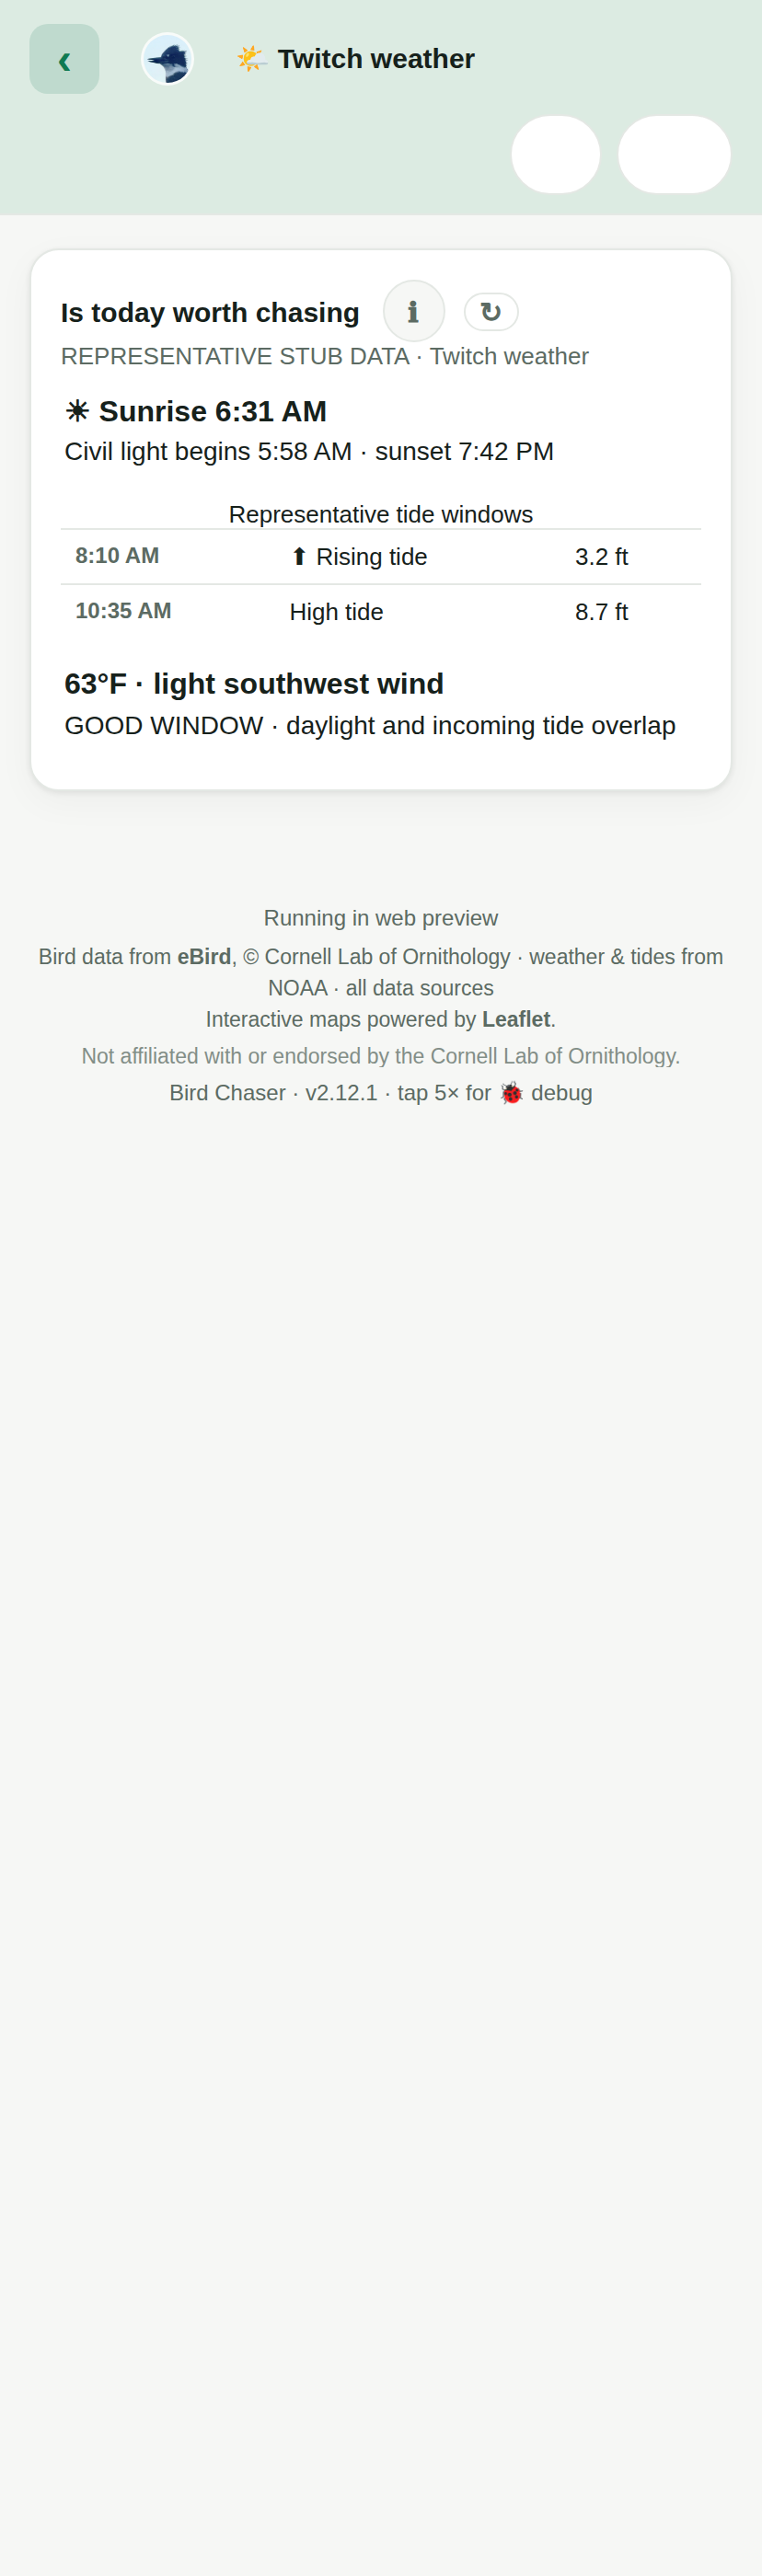 ‹ 🌤️ Twitch weather
Is today worth chasing ℹ ↻
REPRESENTATIVE STUB DATA · Twitch weather
☀ Sunrise 6:31 AM
Civil light begins 5:58 AM · sunset 7:42 PM
Representative tide windows
8:10 AM ⬆ Rising tide 3.2 ft
10:35 AM High tide 8.7 ft
63°F · light southwest wind
GOOD WINDOW · daylight and incoming tide overlap
Running in web preview
Bird data from eBird, © Cornell Lab of Ornithology · weather & tides from
NOAA · all data sources
Interactive maps powered by Leaflet.
Not affiliated with or endorsed by the Cornell Lab of Ornithology.
Bird Chaser · v2.12.1 · tap 5× for 🐞 debug